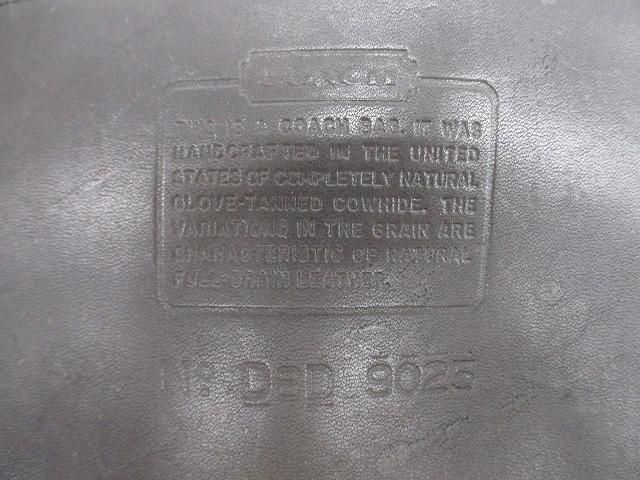 COACH
THIS IS A COACH BAG. IT WAS
HANDCRAFTED IN THE UNITED
STATES OF COMPLETELY NATURAL
GLOVE-TANNED COWHIDE. THE
VARIATIONS IN THE GRAIN ARE
CHARACTERISTIC OF NATURAL
FULL-GRAIN LEATHER.
Nº D9D-9025